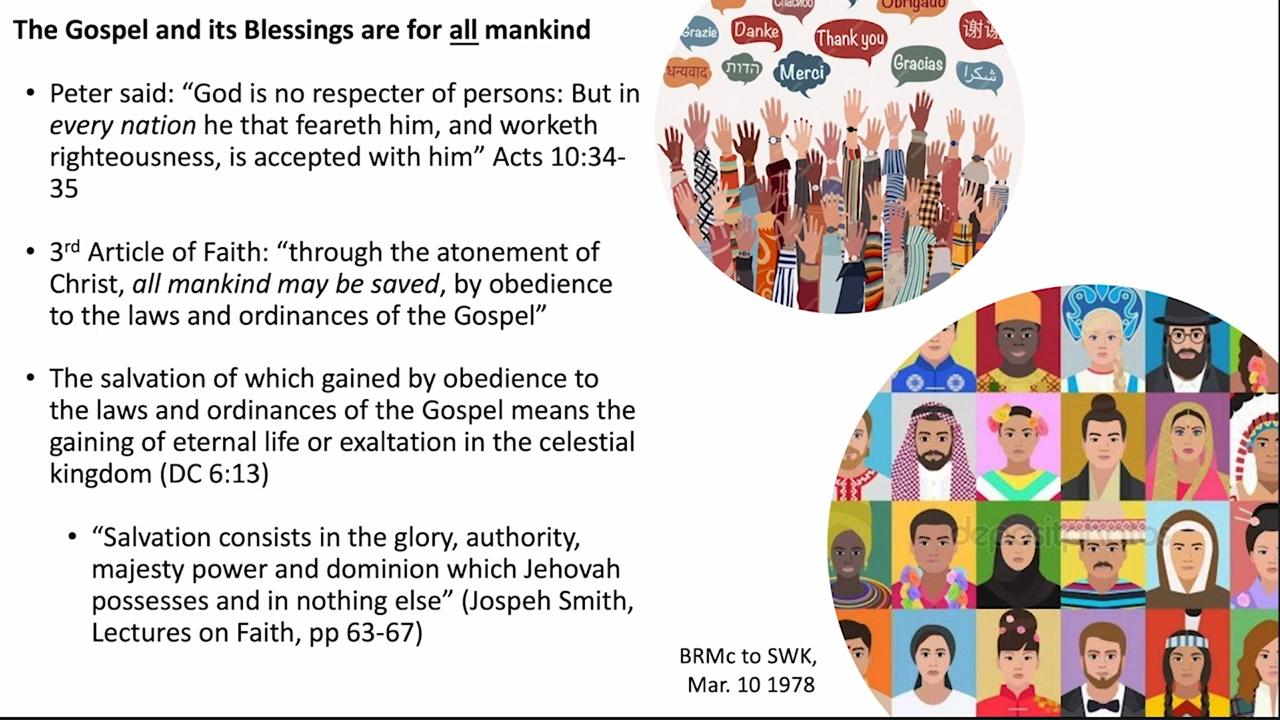 The Gospel and its Blessings are for all mankind
• Peter said: “God is no respecter of persons: But in
every nation he that feareth him, and worketh
righteousness, is accepted with him” Acts 10:34-
35
• 3rd Article of Faith: “through the atonement of
Christ, all mankind may be saved, by obedience
to the laws and ordinances of the Gospel”
• The salvation of which gained by obedience to
the laws and ordinances of the Gospel means the
gaining of eternal life or exaltation in the celestial
kingdom (DC 6:13)
• “Salvation consists in the glory, authority,
majesty power and dominion which Jehovah
possesses and in nothing else” (Jospeh Smith,
Lectures on Faith, pp 63-67)
Obrigado
Grazie
Danke
Thank you
谢谢
धन्यवाद
הדות
Merci
Gracias
شكرا
depositphotos
BRMc to SWK,
Mar. 10 1978